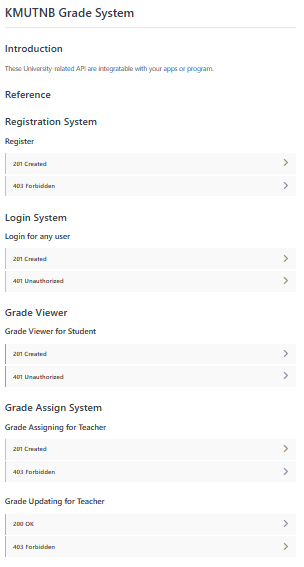 KMUTNB Grade System
Introduction
These University-related API are integratable with your apps or program.
Reference
Registration System
Register
201 Created
403 Forbidden
Login System
Login for any user
201 Created
401 Unauthorized
Grade Viewer
Grade Viewer for Student
201 Created
401 Unauthorized
Grade Assign System
Grade Assigning for Teacher
201 Created
403 Forbidden
Grade Updating for Teacher
200 OK
403 Forbidden